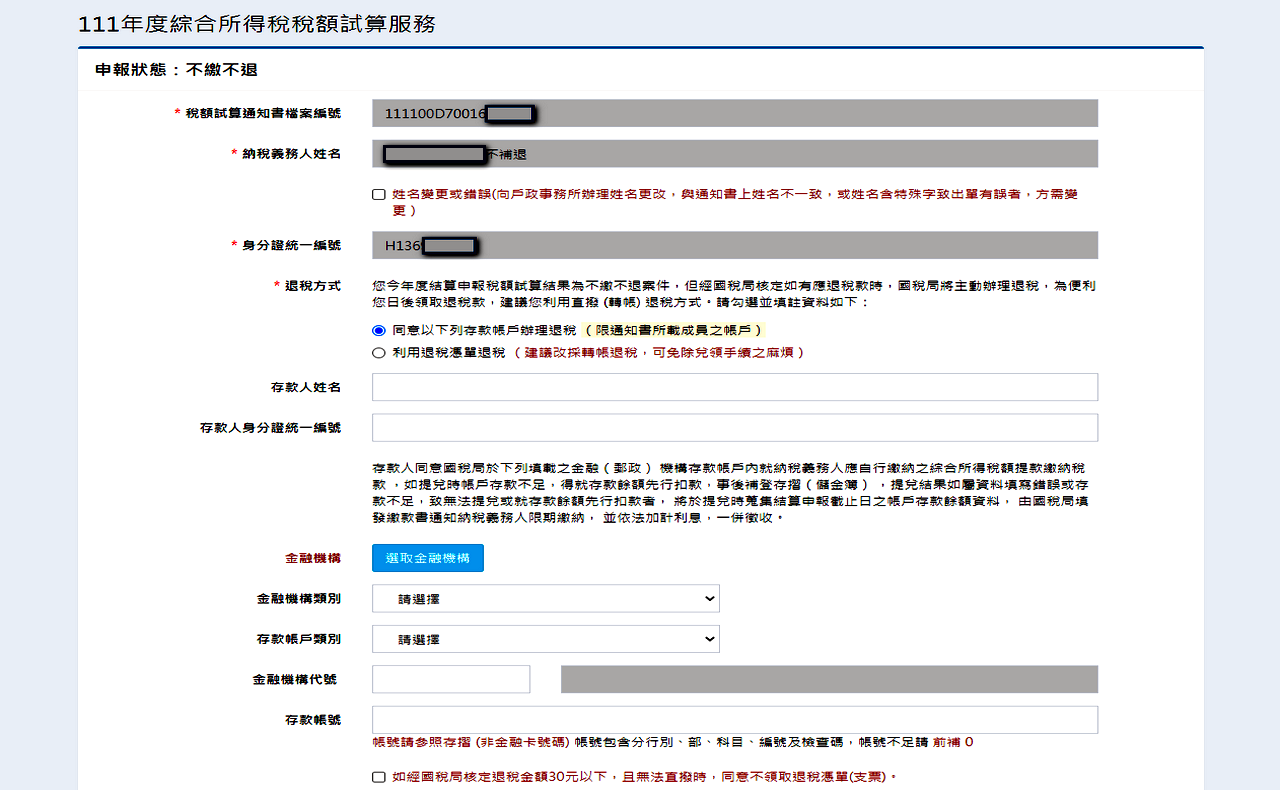 111年度綜合所得稅稅額試算服務
申報狀態：不繳不退
* 稅額試算通知書檔案編號 111100D70016
* 納稅義務人姓名 不補退
姓名變更或錯誤(向戶政事務所辦理姓名更改，與通知書上姓名不一致，或姓名含特殊字致出單有誤者，方需變
更）
* 身分證統一編號 H136
* 退稅方式 您今年度結算申報稅額試算結果為不繳不退案件，但經國稅局核定如有應退稅款時，國稅局將主動辦理退稅，為便利
您日後領取退稅款，建議您利用直撥 (轉帳) 退稅方式。請勾選並填註資料如下：
同意以下列存款帳戶辦理退稅 （限通知書所載成員之帳戶）
利用退稅憑單退稅 （建議改採轉帳退稅，可免除兌領手續之麻煩）
存款人姓名
存款人身分證統一編號
存款人同意國稅局於下列填載之金融（郵政） 機構存款帳戶內就納稅義務人應自行繳納之綜合所得稅額提款繳納稅
款 ，如提兌時帳戶存款不足，得就存款餘額先行扣款，事後補登存摺（儲金簿） ，提兌結果如屬資料填寫錯誤或存
款不足，致無法提兌或就存款餘額先行扣款者， 將於提兌時蒐集結算申報截止日之帳戶存款餘額資料， 由國稅局填
發繳款書通知納稅義務人限期繳納， 並依法加計利息，一併徵收。
金融機構 選取金融機構
金融機構類別 請選擇
存款帳戶類別 請選擇
金融機構代號
存款帳號
帳號請參照存摺 (非金融卡號碼) 帳號包含分行別、部、科目、編號及檢查碼，帳號不足請 前補 0
如經國稅局核定退稅金額30元以下，且無法直撥時，同意不領取退稅憑單(支票)。